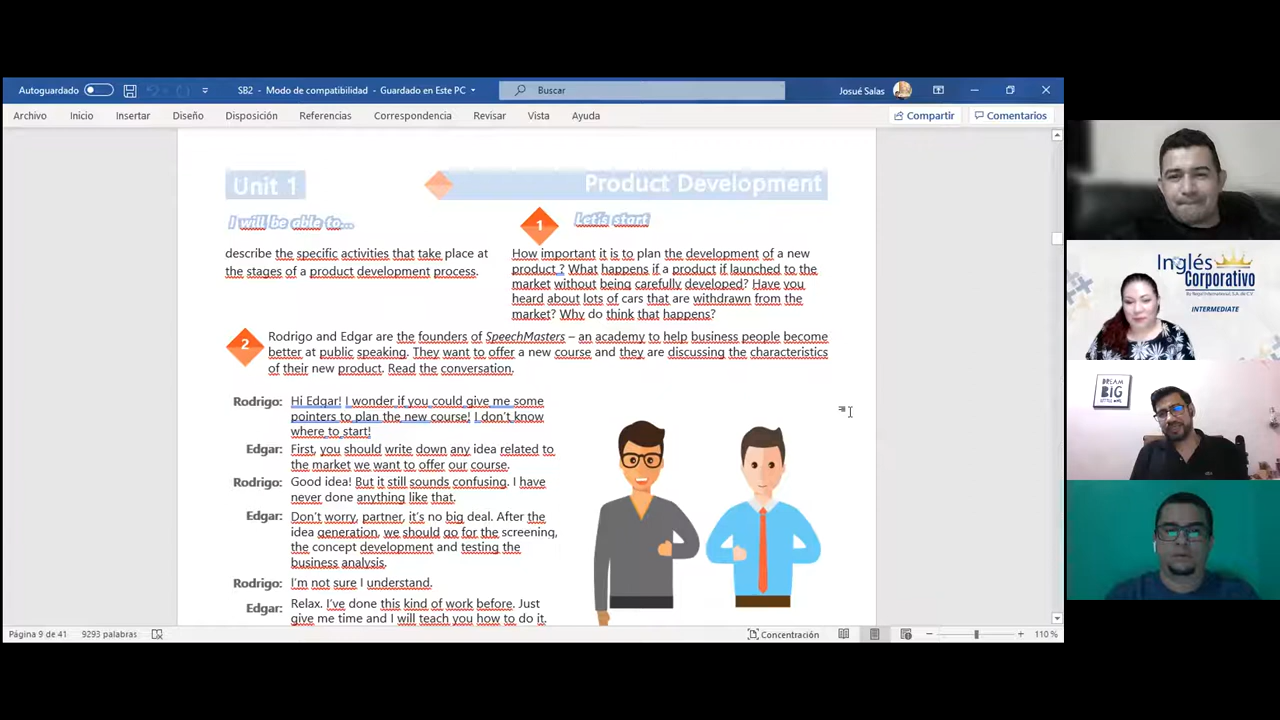 Autoguardado
SB2 - Modo de compatibilidad • Guardado en Este PC
Buscar
Josué Salas
Archivo Inicio Insertar Diseño Disposición Referencias Correspondencia Revisar Vista Ayuda Compartir Comentarios
Unit 1
Product Development
I will be able to...
describe the specific activities that take place at
the stages of a product development process.
1
Let´s start
How important it is to plan the development of a new
product ? What happens if a product if launched to the
market without being carefully developed? Have you
heard about lots of cars that are withdrawn from the
market? Why do think that happens?
2
Rodrigo and Edgar are the founders of SpeechMasters – an academy to help business people become
better at public speaking. They want to offer a new course and they are discussing the characteristics
of their new product. Read the conversation.
Rodrigo: Hi Edgar! I wonder if you could give me some
pointers to plan the new course! I don't know
where to start!
Edgar: First, you should write down any idea related to
the market we want to offer our course.
Rodrigo: Good idea! But it still sounds confusing. I have
never done anything like that.
Edgar: Don't worry, partner, it's no big deal. After the
idea generation, we should go for the screening,
the concept development and testing the
business analysis.
Rodrigo: I'm not sure I understand.
Edgar: Relax. I've done this kind of work before. Just
give me time and I will teach you how to do it.
Página 9 de 41 9293 palabras
Concentración
110 %
Inglés
Corporativo
INTERMEDIATE
DREAM
BIG